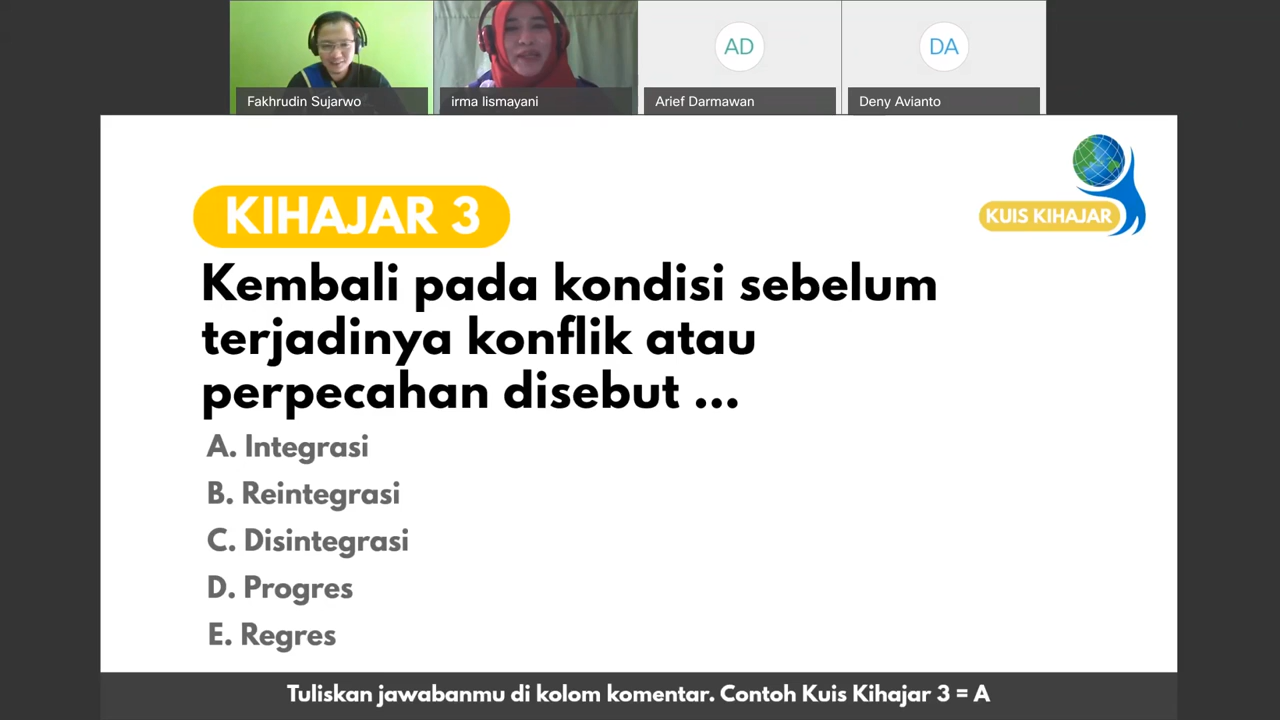 Fakhrudin Sujarwo
irma lismayani
AD
Arief Darmawan
DA
Deny Avianto
KIHAJAR 3
KUIS KIHAJAR
Kembali pada kondisi sebelum
terjadinya konflik atau
perpecahan disebut ...
A. Integrasi
B. Reintegrasi
C. Disintegrasi
D. Progres
E. Regres
Tuliskan jawabanmu di kolom komentar. Contoh Kuis Kihajar 3 = A